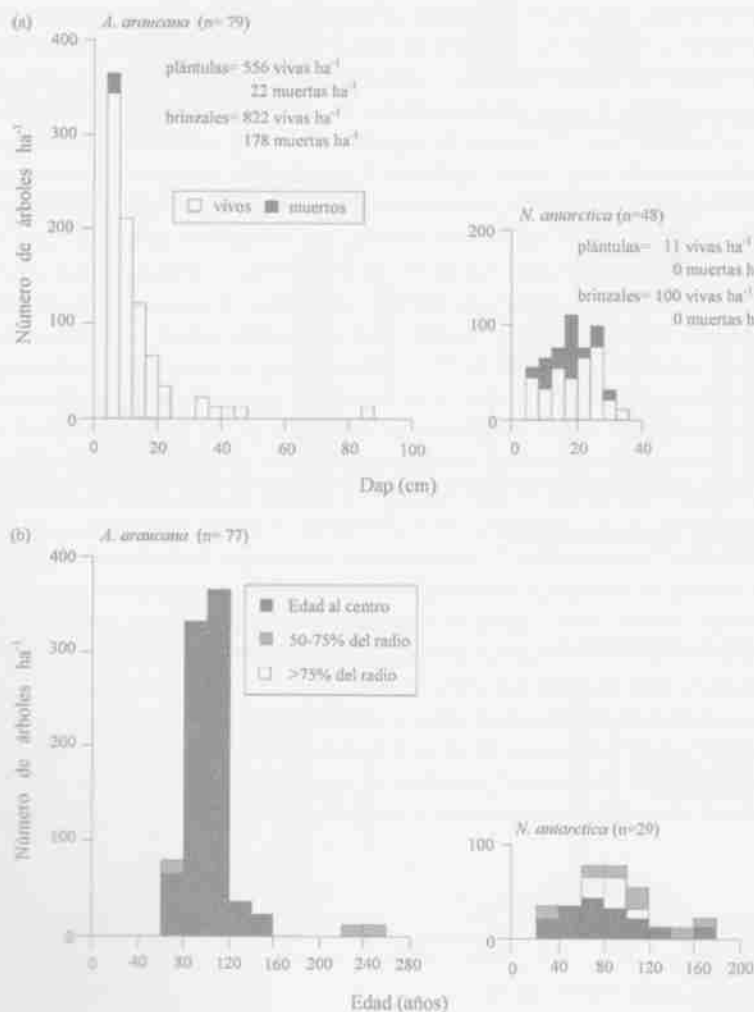 (a) A. araucana (n= 79)
400
300
200
100
0
Número de árboles ha⁻¹
plántulas= 556 vivas ha⁻¹
22 muertas ha⁻¹
brinzales= 822 vivas ha⁻¹
178 muertas ha⁻¹
vivos muertos
0 20 40 60 80 100
N. antarctica (n=48)
plántulas= 11 vivas ha⁻¹
0 muertas h
brinzales= 100 vivas ha⁻¹
0 muertas h
200
100
0
0 20 40
Dap (cm)
(b) A. araucana (n= 77)
400
300
200
100
0
Número de árboles ha⁻¹
Edad al centro
50-75% del radio
>75% del radio
0 80 160 240 280
N. antarctica (n=29)
100
0
0 40 80 120 160 200
Edad (años)